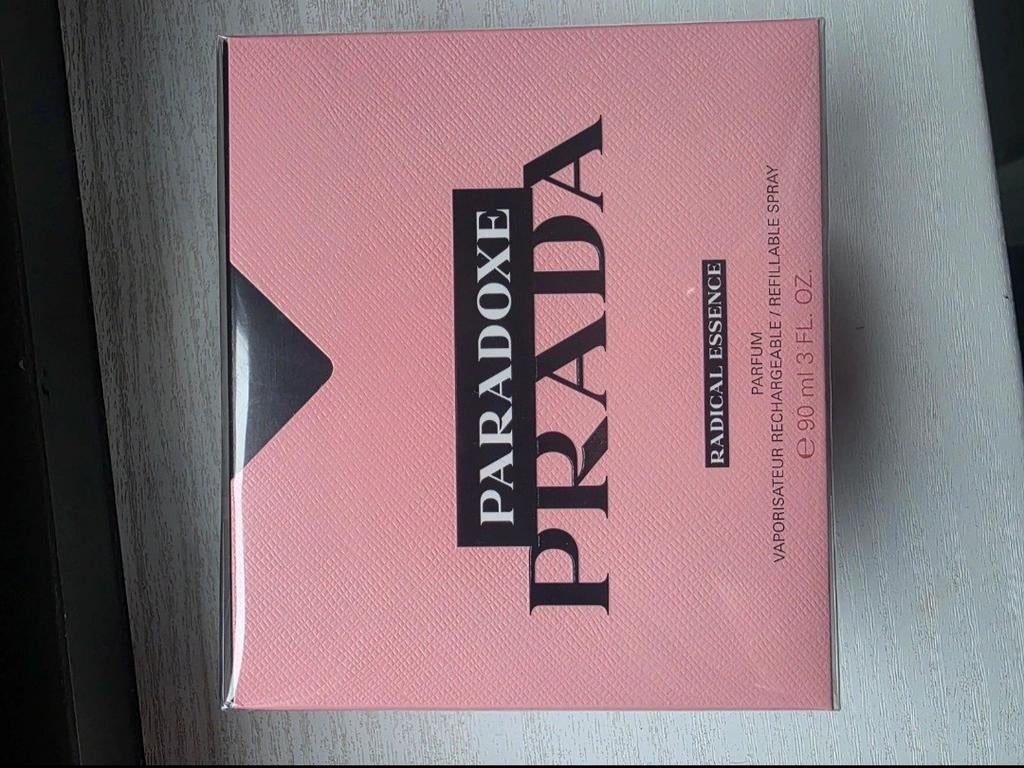 PARADOXE
PRADA
RADICAL ESSENCE
PARFUM
VAPORISATEUR RECHARGEABLE / REFILLABLE SPRAY
℮ 90 ml 3 FL. OZ.